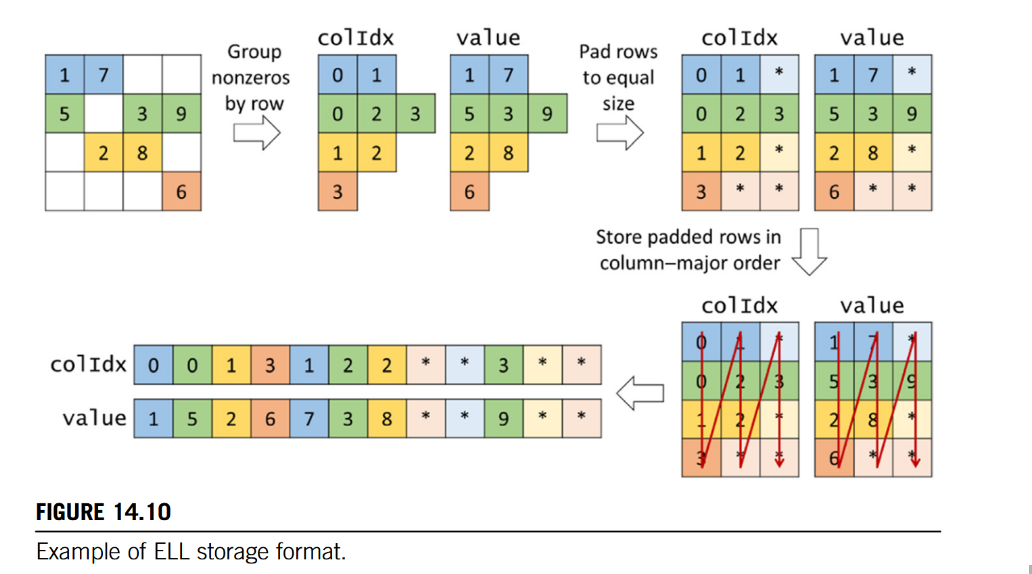 colIdx value colIdx value
Group nonzeros by row
Pad rows to equal size
1 7 0 1 1 7 0 1 * 1 7 *
5 3 9 0 2 3 5 3 9 0 2 3 5 3 9
2 8 1 2 2 8 1 2 * 2 8 *
6 3 6 3 * * 6 * *
Store padded rows in
column–major order
colIdx value
0 1 * 1 7 *
0 2 3 5 3 9
1 2 * 2 8 *
3 * * 6 * *
colIdx 0 0 1 3 1 2 2 * * 3 * *
value 1 5 2 6 7 3 8 * * 9 * *
FIGURE 14.10
Example of ELL storage format.